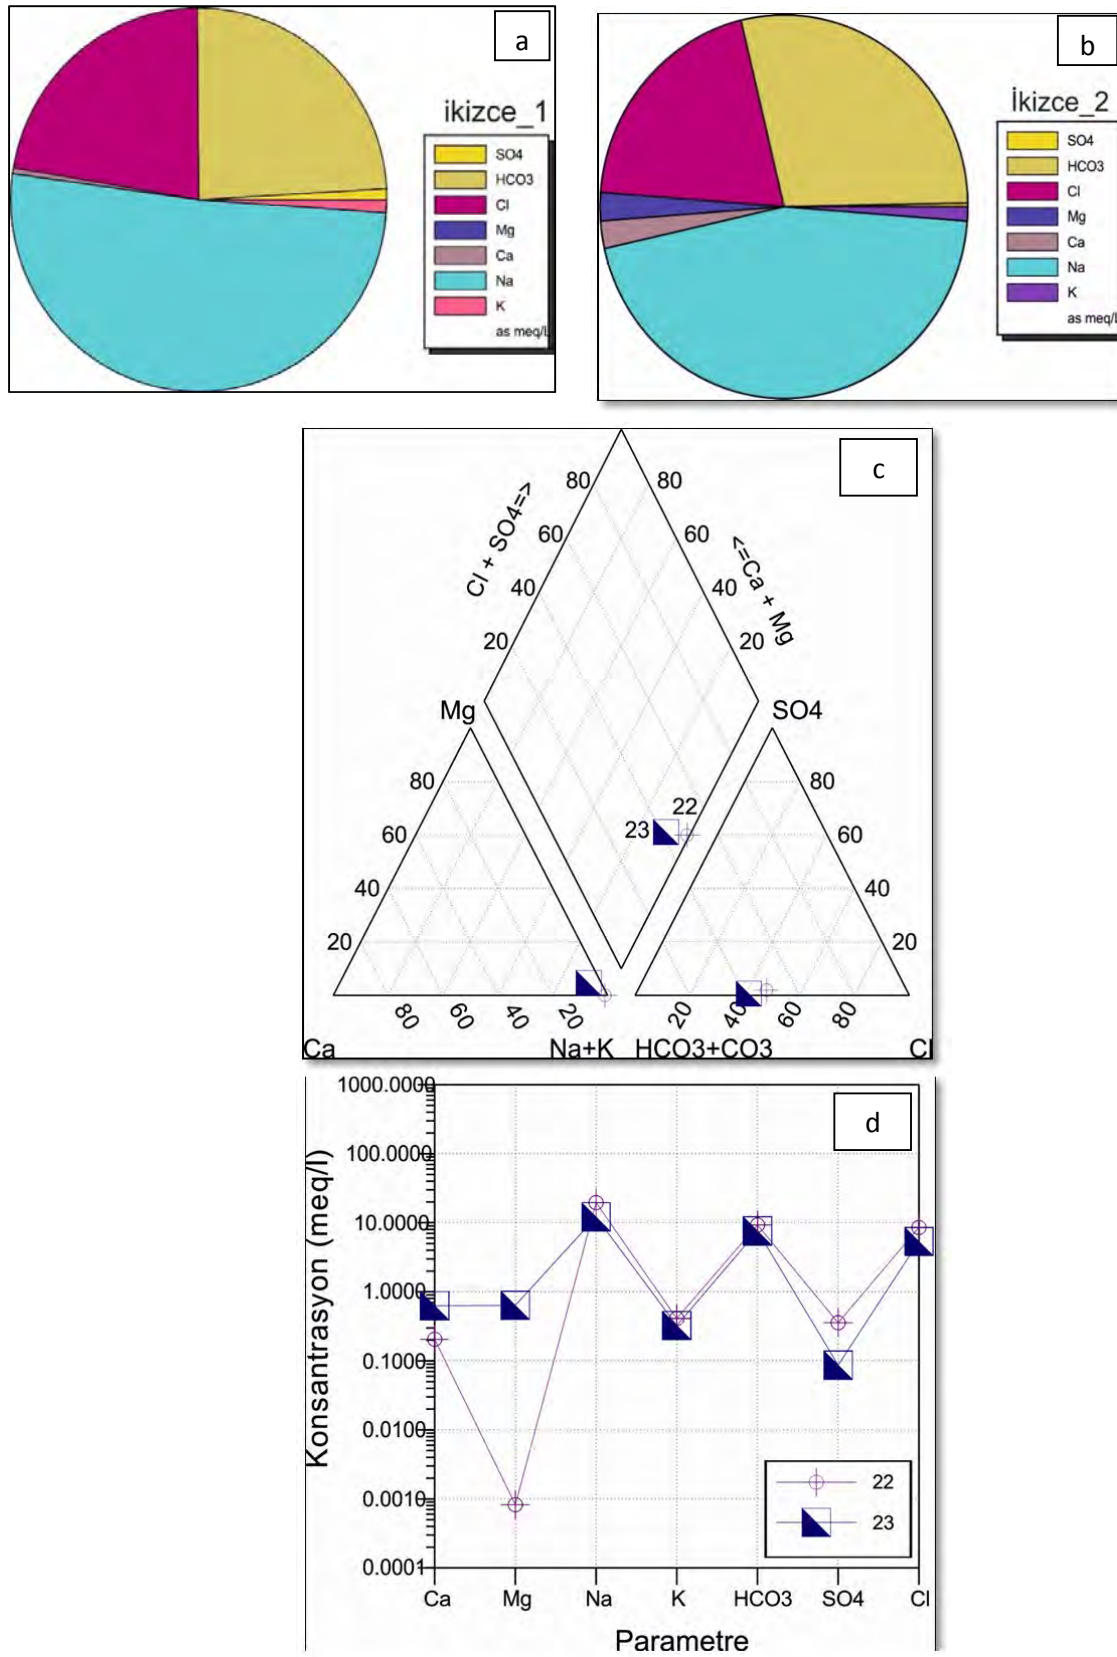 a
ikizce_1
SO4
HCO3
Cl
Mg
Ca
Na
K
as meq/L
b
İkizce_2
SO4
HCO3
Cl
Mg
Ca
Na
K
as meq/L
c
80 80
60 60
40 40
20 20
Cl + SO4=>
<=Ca + Mg
23 22
Mg SO4
80 80
60 60
40 40
20 20
80 60 40 20 20 40 60 80
Ca Na+K HCO3+CO3 Cl
d
Konsantrasyon (meq/l)
1000.0000
100.0000
10.0000
1.0000
0.1000
0.0100
0.0010
0.0001
22
23
Ca Mg Na K HCO3 SO4 Cl
Parametre